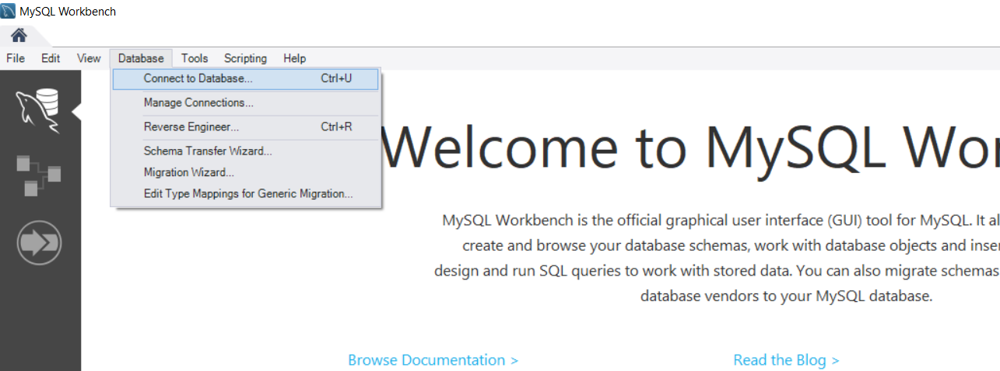 MySQL Workbench
File Edit View Database Tools Scripting Help
Connect to Database... Ctrl+U
Manage Connections...
Reverse Engineer... Ctrl+R
Schema Transfer Wizard...
Migration Wizard...
Edit Type Mappings for Generic Migration...
Welcome to MySQL Wor
MySQL Workbench is the official graphical user interface (GUI) tool for MySQL. It al
create and browse your database schemas, work with database objects and inser
design and run SQL queries to work with stored data. You can also migrate schemas
database vendors to your MySQL database.
Browse Documentation > Read the Blog >